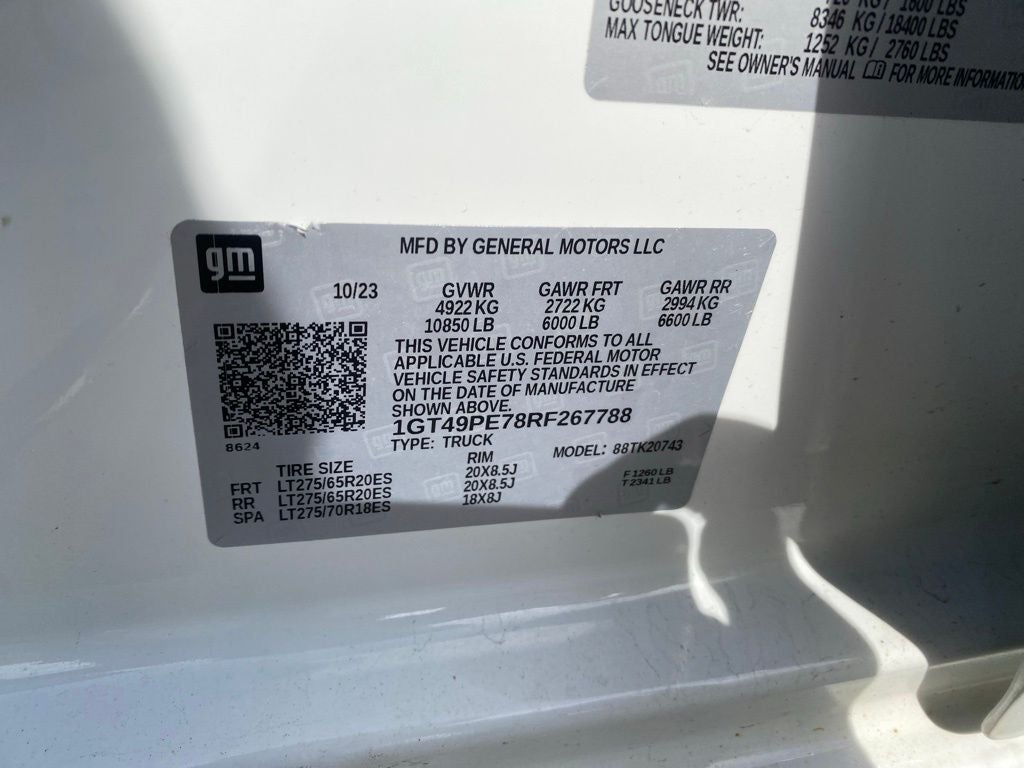 GOOSENECK TWR: 8346 KG / 18400 LBS
MAX TONGUE WEIGHT: 1252 KG / 2760 LBS
SEE OWNER'S MANUAL FOR MORE INFORMATION
gm
MFD BY GENERAL MOTORS LLC
10/23 GVWR GAWR FRT GAWR RR
4922 KG 2722 KG 2994 KG
10850 LB 6000 LB 6600 LB
THIS VEHICLE CONFORMS TO ALL
APPLICABLE U.S. FEDERAL MOTOR
VEHICLE SAFETY STANDARDS IN EFFECT
ON THE DATE OF MANUFACTURE
SHOWN ABOVE.
1GT49PE78RF267788
8624
TYPE: TRUCK MODEL: 88TK20743
TIRE SIZE RIM
FRT LT275/65R20ES 20X8.5J
RR LT275/65R20ES 20X8.5J
SPA LT275/70R18ES 18X8J
F 1260 LB
T 2341 LB